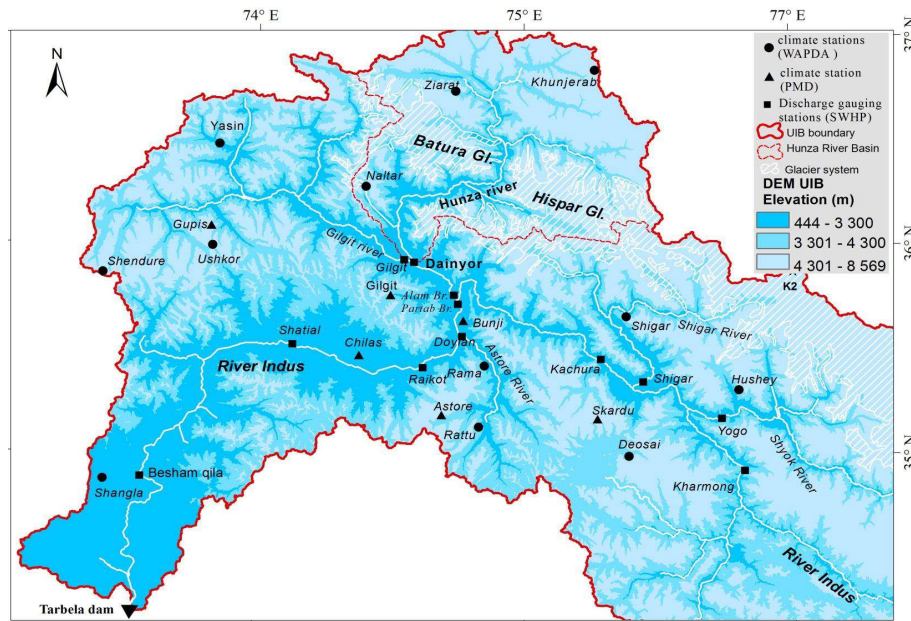 74° E
75° E
77° E
37° N
N
climate stations
(WAPDA )
climate station
(PMD)
Discharge gauging
stations (SWHP)
UIB boundary
Hunza River Basin
Glacier system
DEM UIB
Elevation (m)
444 - 3 300
3 301 - 4 300
4 301 - 8 569
Khunjerab
Ziarat
Yasin
Batura Gl.
Naltar
Hunza river
Hispar Gl.
Gupis
Ushkor
Gilgit river
36° N
Shendure
Gilgit
Dainyor
K2
Gilgit
Alam Br.
Partab Br.
Bunji
Shigar
Shigar River
Shatial
Chilas
Doyian
River Indus
Raikot
Rama
Astore River
Kachura
Shigar
Hushey
Astore
Rattu
Skardu
Yogo
Deosai
Shyok River
35° N
Besham qila
Shangla
Kharmong
River Indus
Tarbela dam